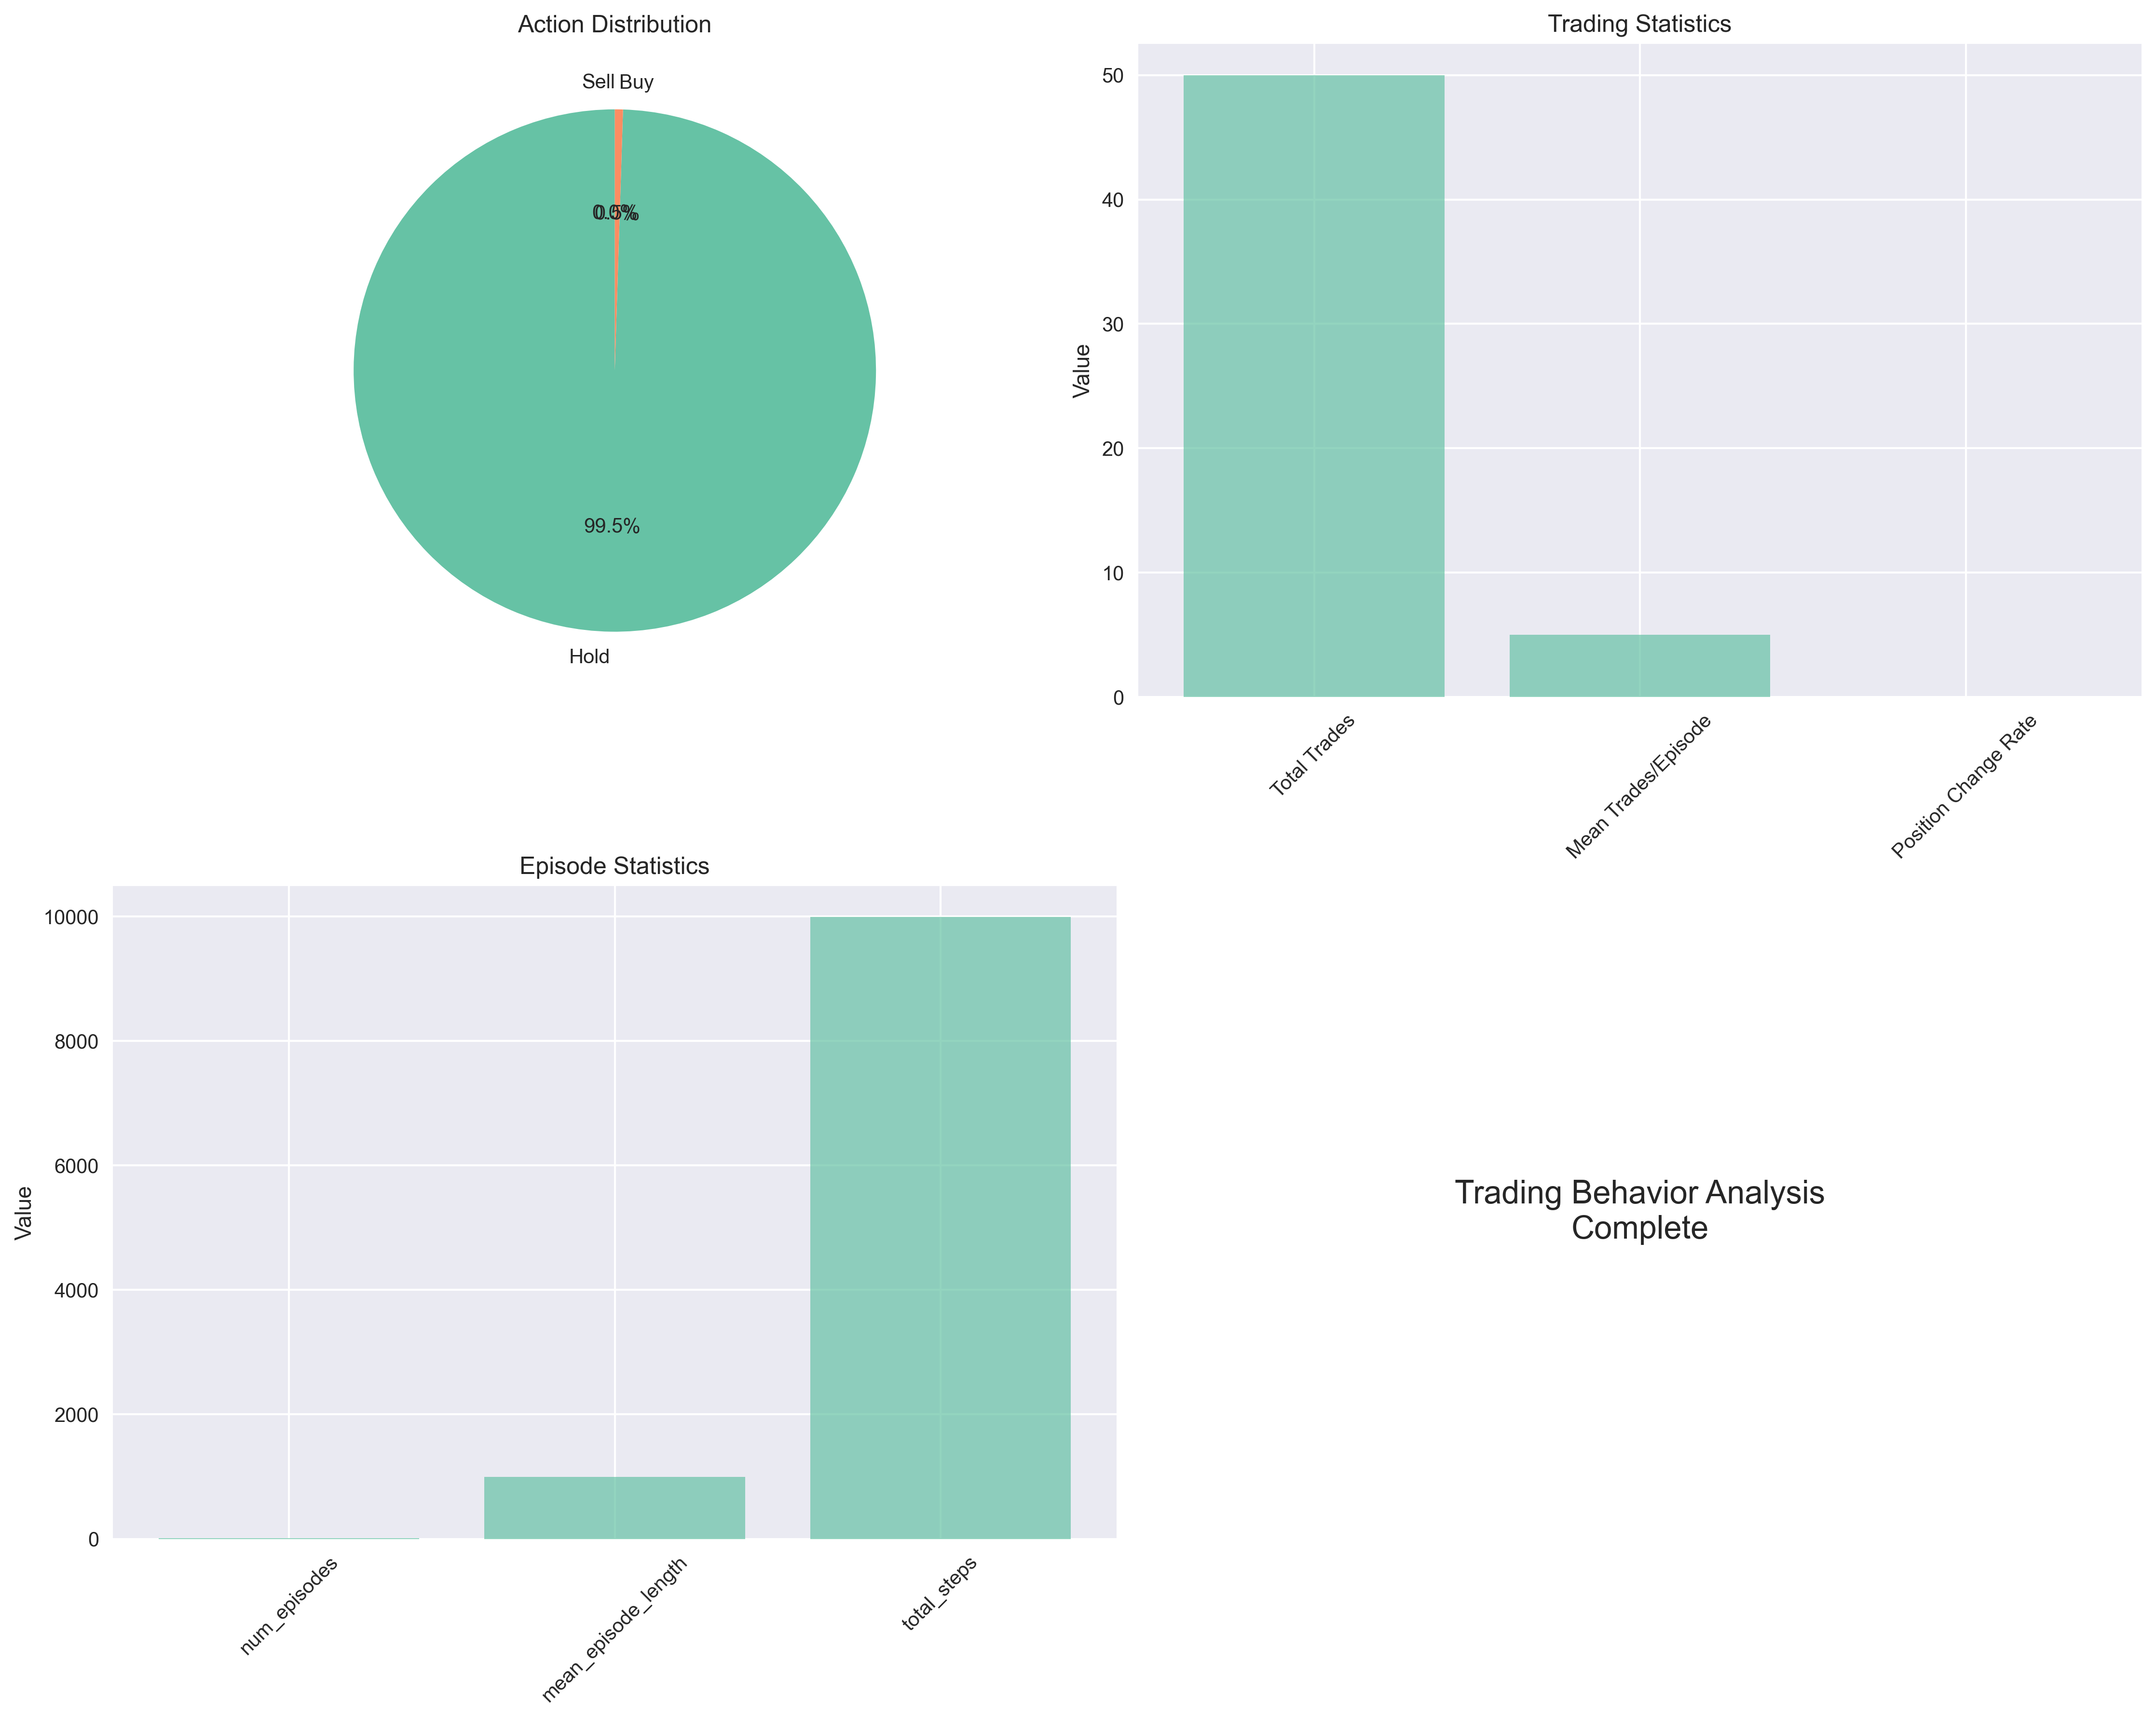 Action Distribution
Sell Buy
99.5%
Hold
Trading Statistics
Value
50
40
30
20
10
0
Total Trades
Mean Trades/Episode
Position Change Rate
Episode Statistics
Value
10000
8000
6000
4000
2000
0
num_episodes
mean_episode_length
total_steps
Trading Behavior Analysis
Complete